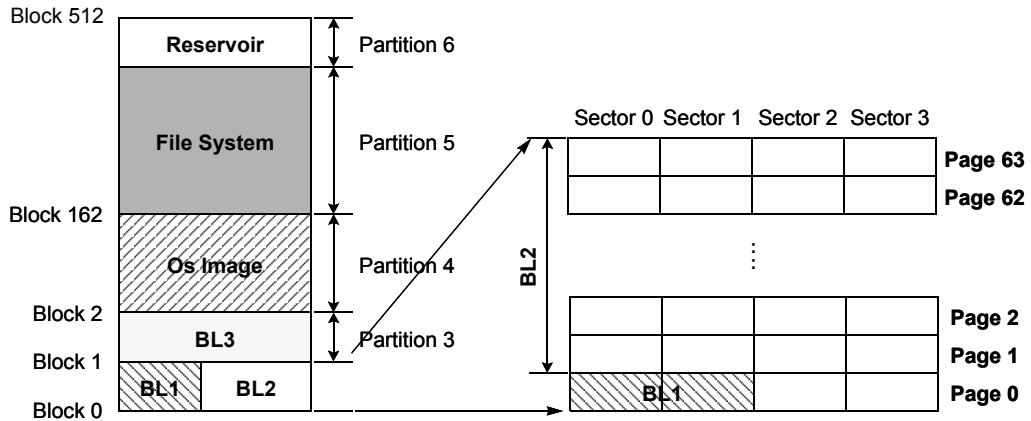 Block 512
Reservoir
Partition 6
File System
Partition 5
Block 162
Os Image
Partition 4
Block 2
BL3
Partition 3
Block 1
BL1
BL2
Block 0
Sector 0 Sector 1 Sector 2 Sector 3
Page 63
Page 62
BL2
Page 2
Page 1
BL1
Page 0